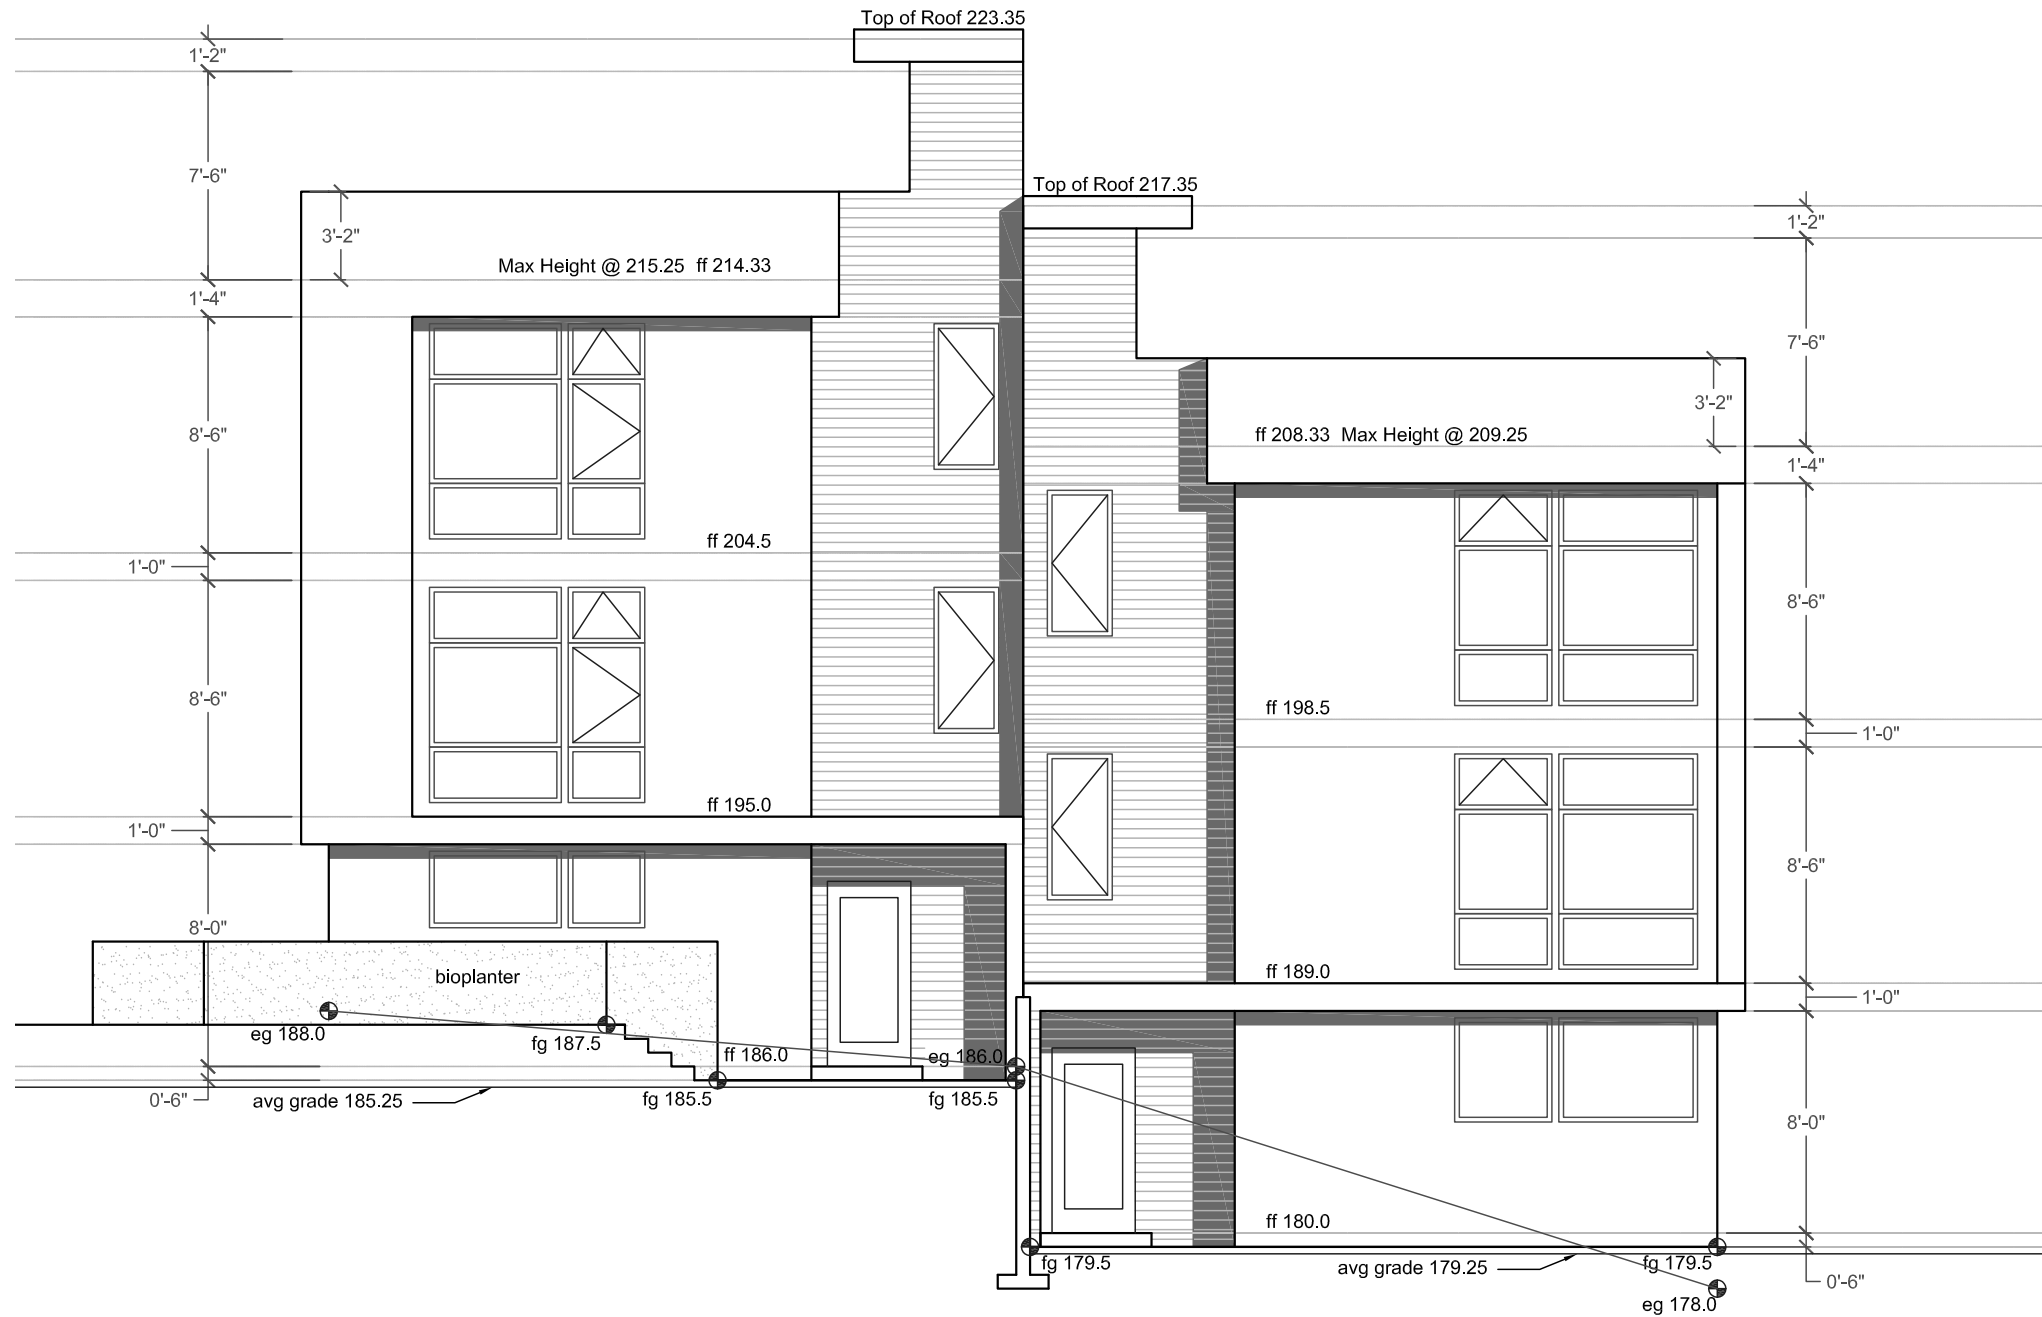 Top of Roof 223.35
1'-2"
7'-6"
Top of Roof 217.35
1'-2"
3'-2"
Max Height @ 215.25 ff 214.33
1'-4"
7'-6"
3'-2"
8'-6"
ff 208.33 Max Height @ 209.25
1'-4"
ff 204.5
1'-0"
8'-6"
8'-6"
ff 198.5
1'-0"
ff 195.0
1'-0"
8'-6"
8'-0"
bioplanter
ff 189.0
1'-0"
eg 188.0
fg 187.5
ff 186.0
eg 186.0
0'-6"
avg grade 185.25
fg 185.5
fg 185.5
8'-0"
ff 180.0
fg 179.5
avg grade 179.25
fg 179.5
0'-6"
eg 178.0